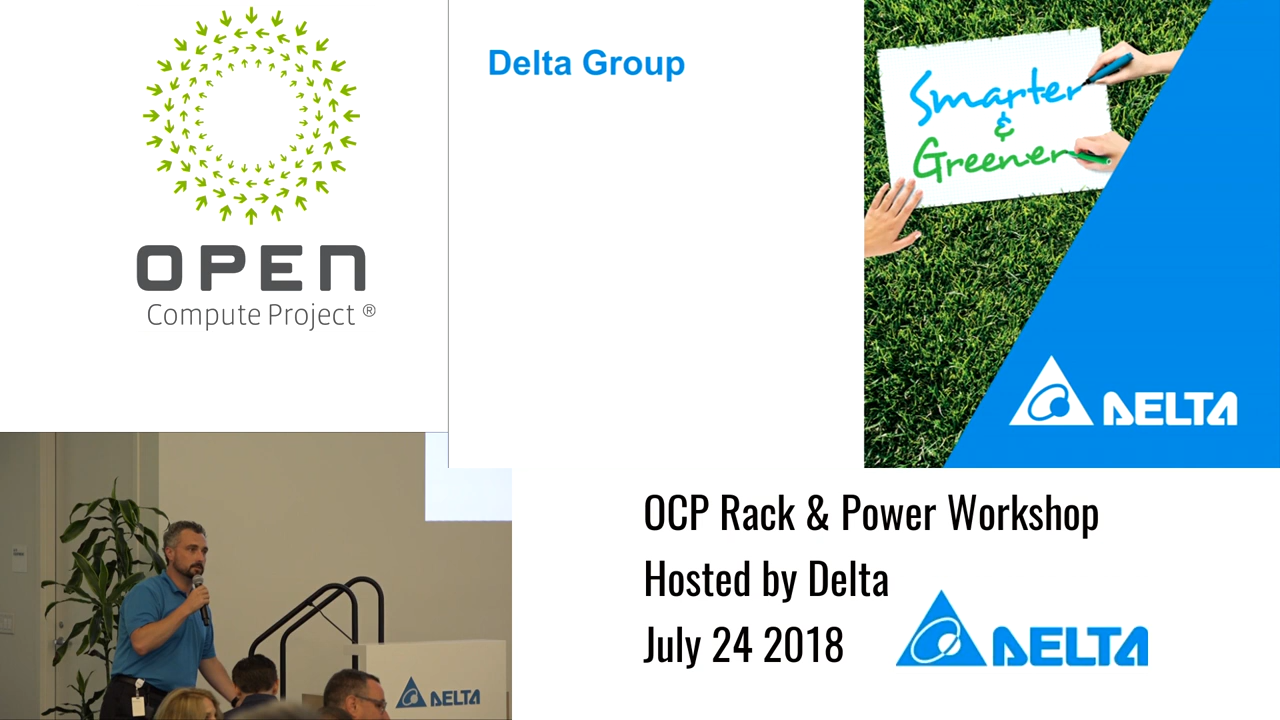 OPEN
Compute Project ®
Delta Group
Smarter
&
Greener
DELTA
DELTA
OCP Rack & Power Workshop
Hosted by Delta
July 24 2018
DELTA